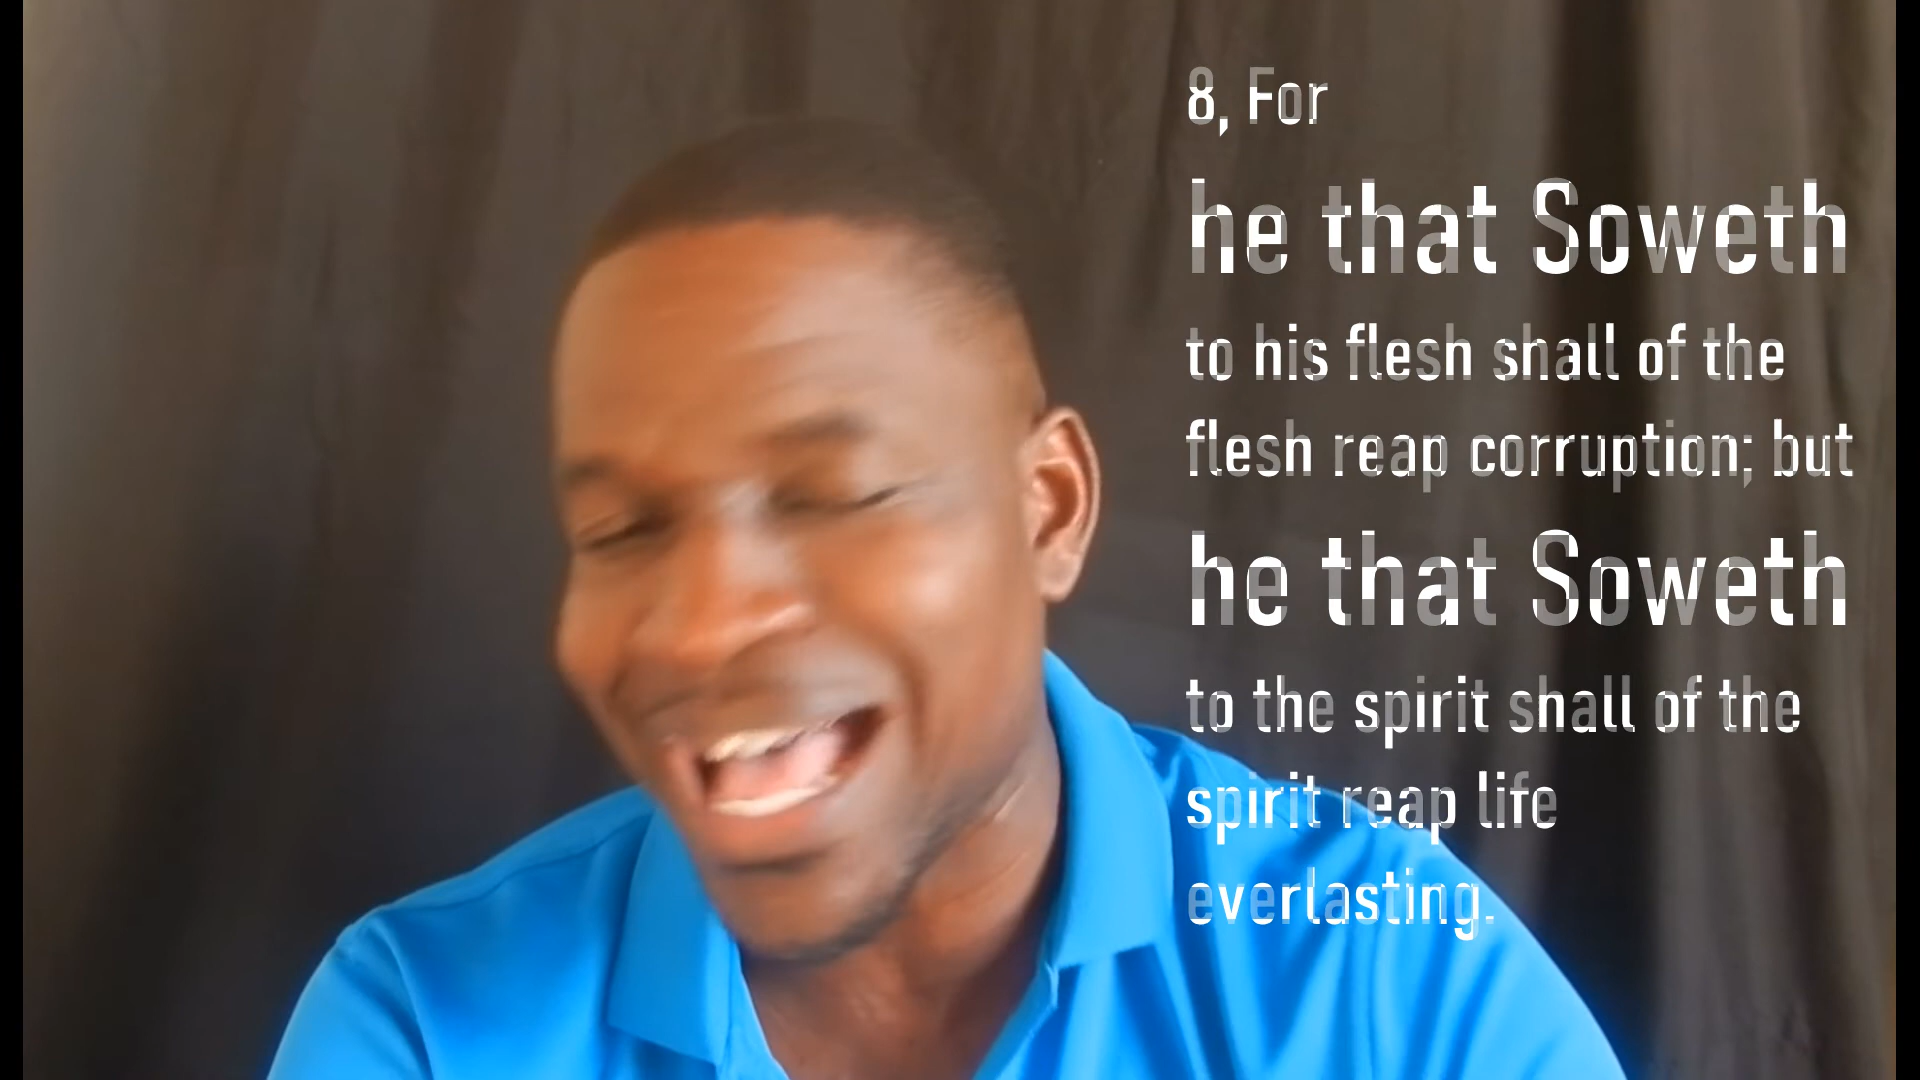 8, For
he that Soweth
to his flesh shall of the
flesh reap corruption; but
he that Soweth
to the spirit shall of the
spirit reap life
everlasting.